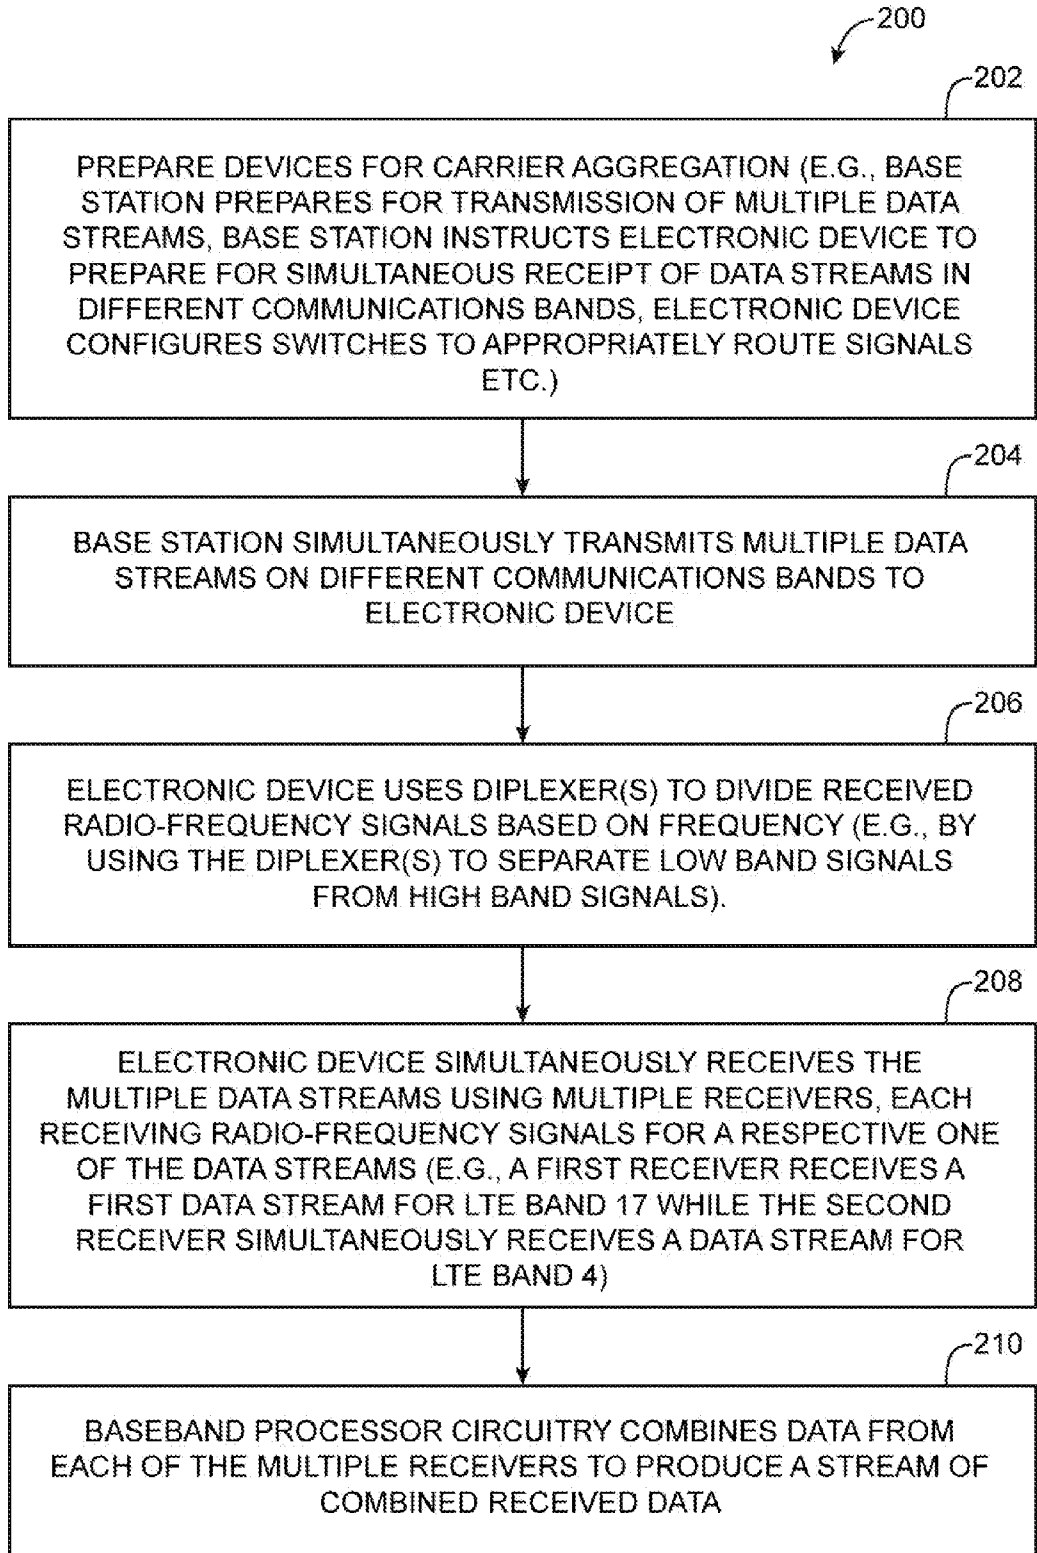 200
202
PREPARE DEVICES FOR CARRIER AGGREGATION (E.G., BASE
STATION PREPARES FOR TRANSMISSION OF MULTIPLE DATA
STREAMS, BASE STATION INSTRUCTS ELECTRONIC DEVICE TO
PREPARE FOR SIMULTANEOUS RECEIPT OF DATA STREAMS IN
DIFFERENT COMMUNICATIONS BANDS, ELECTRONIC DEVICE
CONFIGURES SWITCHES TO APPROPRIATELY ROUTE SIGNALS
ETC.)
204
BASE STATION SIMULTANEOUSLY TRANSMITS MULTIPLE DATA
STREAMS ON DIFFERENT COMMUNICATIONS BANDS TO
ELECTRONIC DEVICE
206
ELECTRONIC DEVICE USES DIPLEXER(S) TO DIVIDE RECEIVED
RADIO-FREQUENCY SIGNALS BASED ON FREQUENCY (E.G., BY
USING THE DIPLEXER(S) TO SEPARATE LOW BAND SIGNALS
FROM HIGH BAND SIGNALS).
208
ELECTRONIC DEVICE SIMULTANEOUSLY RECEIVES THE
MULTIPLE DATA STREAMS USING MULTIPLE RECEIVERS, EACH
RECEIVING RADIO-FREQUENCY SIGNALS FOR A RESPECTIVE ONE
OF THE DATA STREAMS (E.G., A FIRST RECEIVER RECEIVES A
FIRST DATA STREAM FOR LTE BAND 17 WHILE THE SECOND
RECEIVER SIMULTANEOUSLY RECEIVES A DATA STREAM FOR
LTE BAND 4)
210
BASEBAND PROCESSOR CIRCUITRY COMBINES DATA FROM
EACH OF THE MULTIPLE RECEIVERS TO PRODUCE A STREAM OF
COMBINED RECEIVED DATA